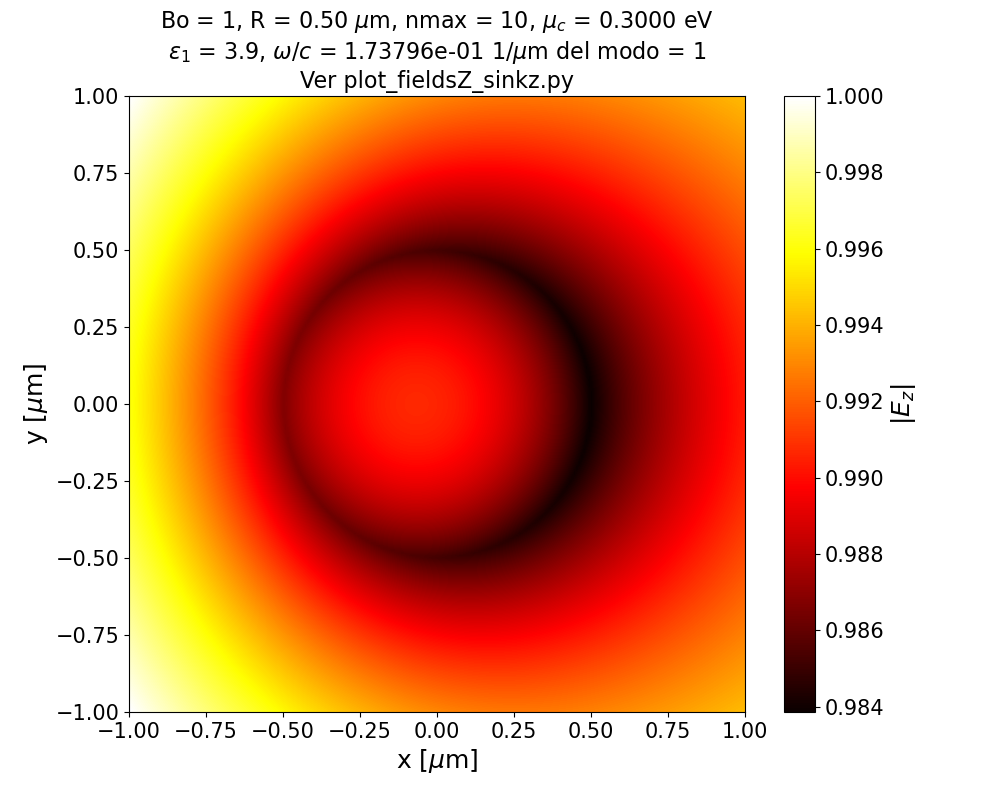 Bo = 1, R = 0.50 μm, nmax = 10, μc = 0.3000 eV
ε1 = 3.9, ω/c = 1.73796e-01 1/μm del modo = 1
Ver plot_fieldsZ_sinkz.py
1.00
0.75
0.50
0.25
0.00
−0.25
−0.50
−0.75
−1.00
y [μm]
−1.00 −0.75 −0.50 −0.25 0.00 0.25 0.50 0.75 1.00
x [μm]
1.000
0.998
0.996
0.994
0.992
0.990
0.988
0.986
0.984
|Ez|